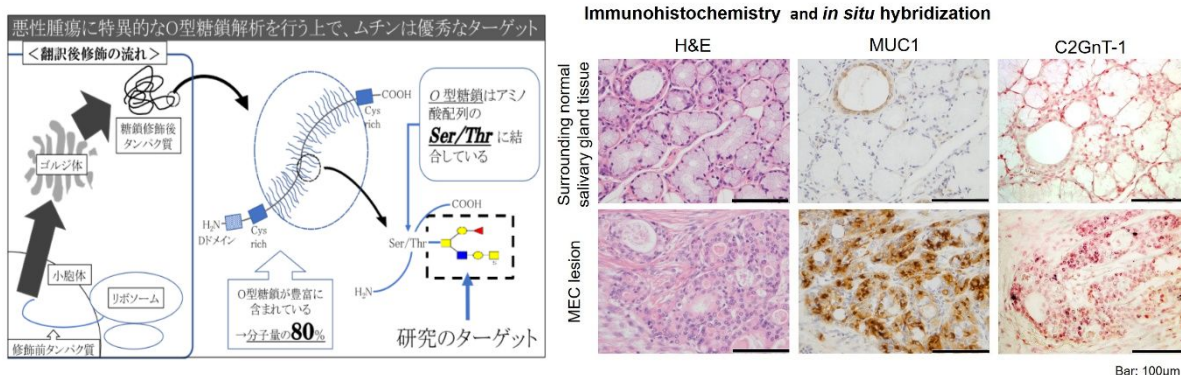 悪性腫瘍に特異的なO型糖鎖解析を行う上で、ムチンは優秀なターゲット
＜翻訳後修飾の流れ＞
糖鎖修飾後
タンパク質
ゴルジ体
小胞体
リボソーム
修飾前タンパク質
COOH
Cys
rich
H₂N
Dドメイン
Cys
rich
O型糖鎖が豊富に
含まれている
→分子量の80%
O型糖鎖はアミノ
酸配列の
Ser/Thr に結
合している
COOH
Ser/Thr
H₂N
研究のターゲット
Immunohistochemistry and in situ hybridization
H&E
MUC1
C2GnT-1
Surrounding normal
salivary gland tissue
MEC lesion
Bar: 100μm